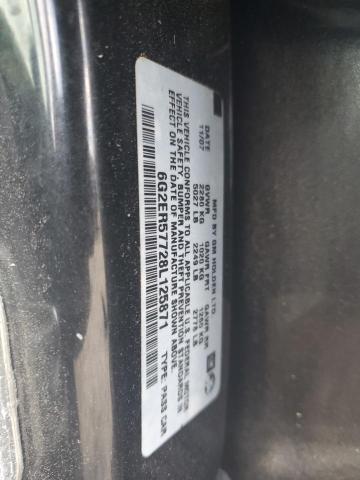 MFD BY GM HOLDEN LTD.
DATE GVWR GAWR FRT GAWR RR
11/07 2280 KG 1020 KG 1260 KG
5027 LB 2249 LB 2778 LB
THIS VEHICLE CONFORMS TO ALL APPLICABLE U.S. FEDERAL MOTOR
VEHICLE SAFETY, BUMPER AND THEFT PREVENTION STANDARDS IN
EFFECT ON THE DATE OF MANUFACTURE SHOWN ABOVE.
6G2ER57728L125871 TYPE: PASS CAR